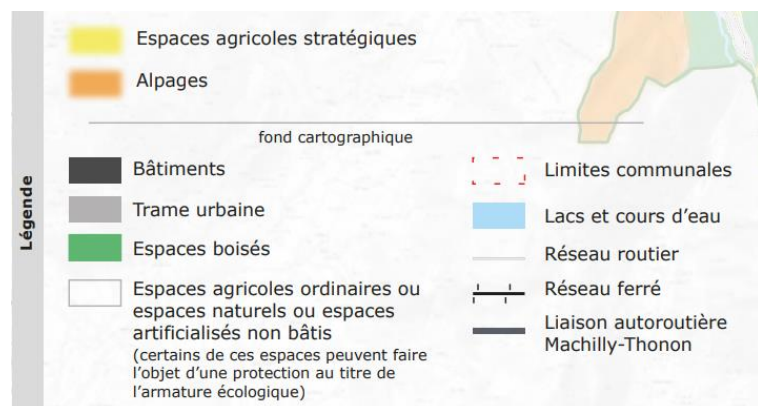 Espaces agricoles stratégiques
Alpages
fond cartographique
Légende
Bâtiments
Trame urbaine
Espaces boisés
Espaces agricoles ordinaires ou
espaces naturels ou espaces
artificialisés non bâtis
(certains de ces espaces peuvent faire
l'objet d'une protection au titre de
l'armature écologique)
Limites communales
Lacs et cours d'eau
Réseau routier
Réseau ferré
Liaison autoroutière
Machilly-Thonon